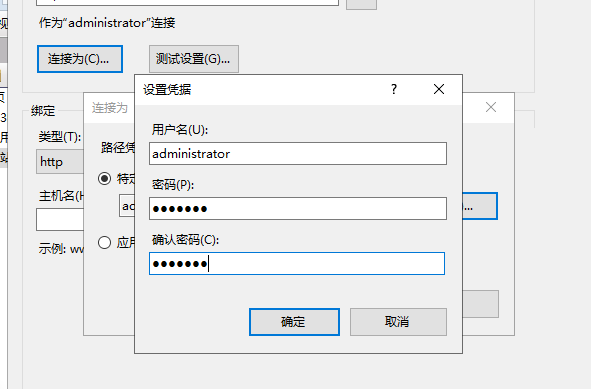 作为“administrator”连接
连接为(C)...
测试设置(G)...
设置凭据
?
连接为
绑定
类型(T):
http
主机名(H
示例: ww
路径凭
特定
ad
应用
)...
用户名(U):
administrator
密码(P):
●●●●●●●
确认密码(C):
●●●●●●●
确定
取消